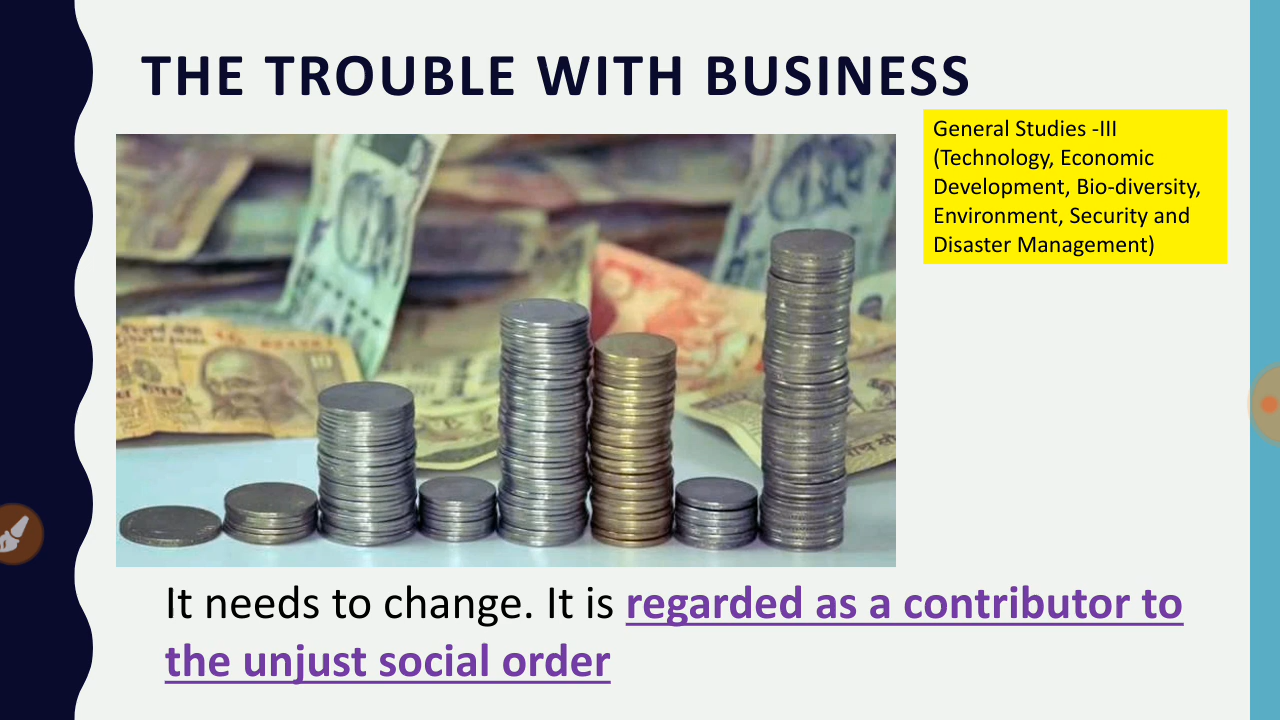 THE TROUBLE WITH BUSINESS
General Studies -III
(Technology, Economic
Development, Bio-diversity,
Environment, Security and
Disaster Management)
It needs to change. It is regarded as a contributor to
the unjust social order